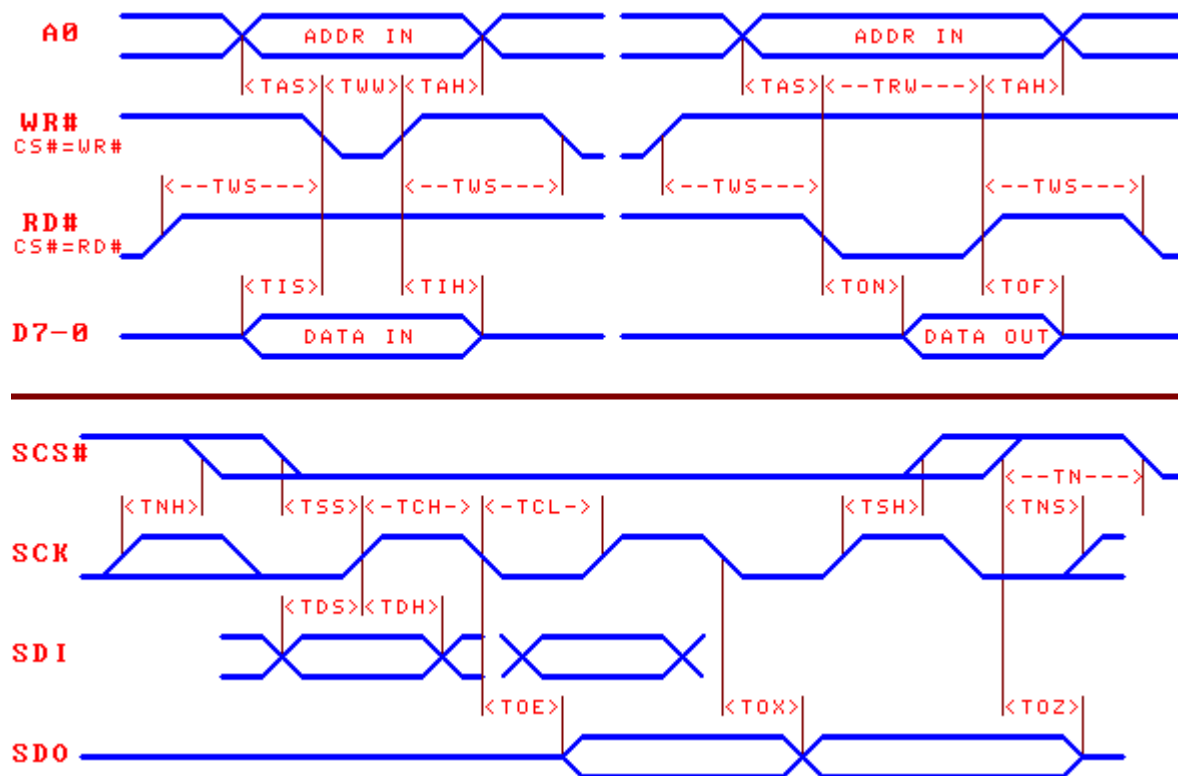 A0 ADDR IN ADDR IN
<TAS> <TWW> <TAH> <TAS> <--TRW---> <TAH>
WR#
CS#=WR#
<--TWS---> <--TWS---> <--TWS---> <--TWS--->
RD#
CS#=RD#
<TIS> <TIH> <TON> <TOF>
D7-0 DATA IN DATA OUT
SCS#
<--TN--->
<TNH> <TSS> <-TCH-> <-TCL-> <TSH> <TNS>
SCK
<TDS> <TDH>
SDI
<TOE> <TOX> <TOZ>
SDO